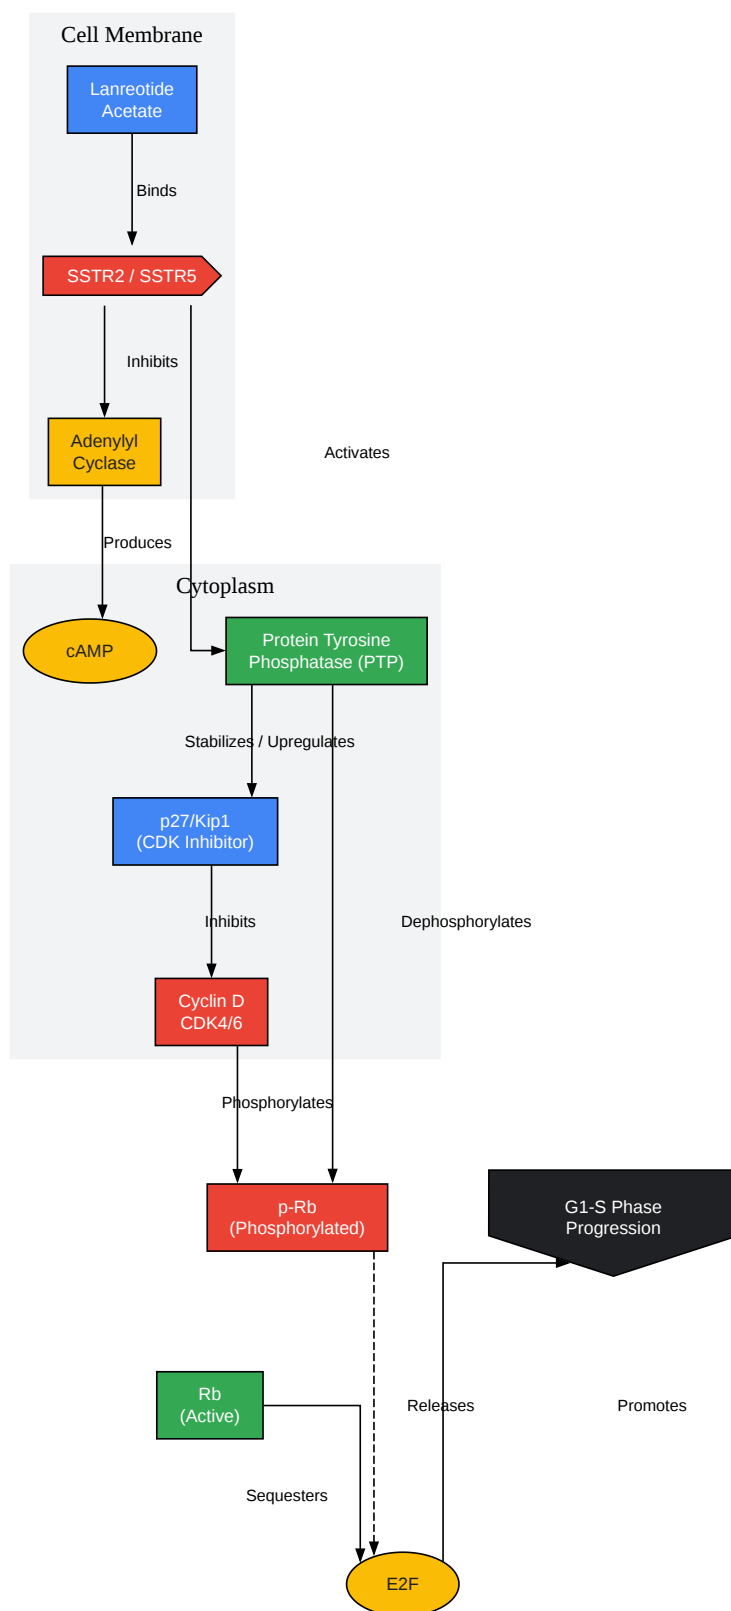 Cell Membrane
Lanreotide
Acetate
Binds
SSTR2 / SSTR5
Inhibits
Adenylyl
Cyclase
Activates
Produces
Cytoplasm
cAMP
Protein Tyrosine
Phosphatase (PTP)
Stabilizes / Upregulates
p27/Kip1
(CDK Inhibitor)
Inhibits
Dephosphorylates
Cyclin D
CDK4/6
Phosphorylates
p-Rb
(Phosphorylated)
G1-S Phase
Progression
Rb
(Active)
Releases
Promotes
Sequesters
E2F